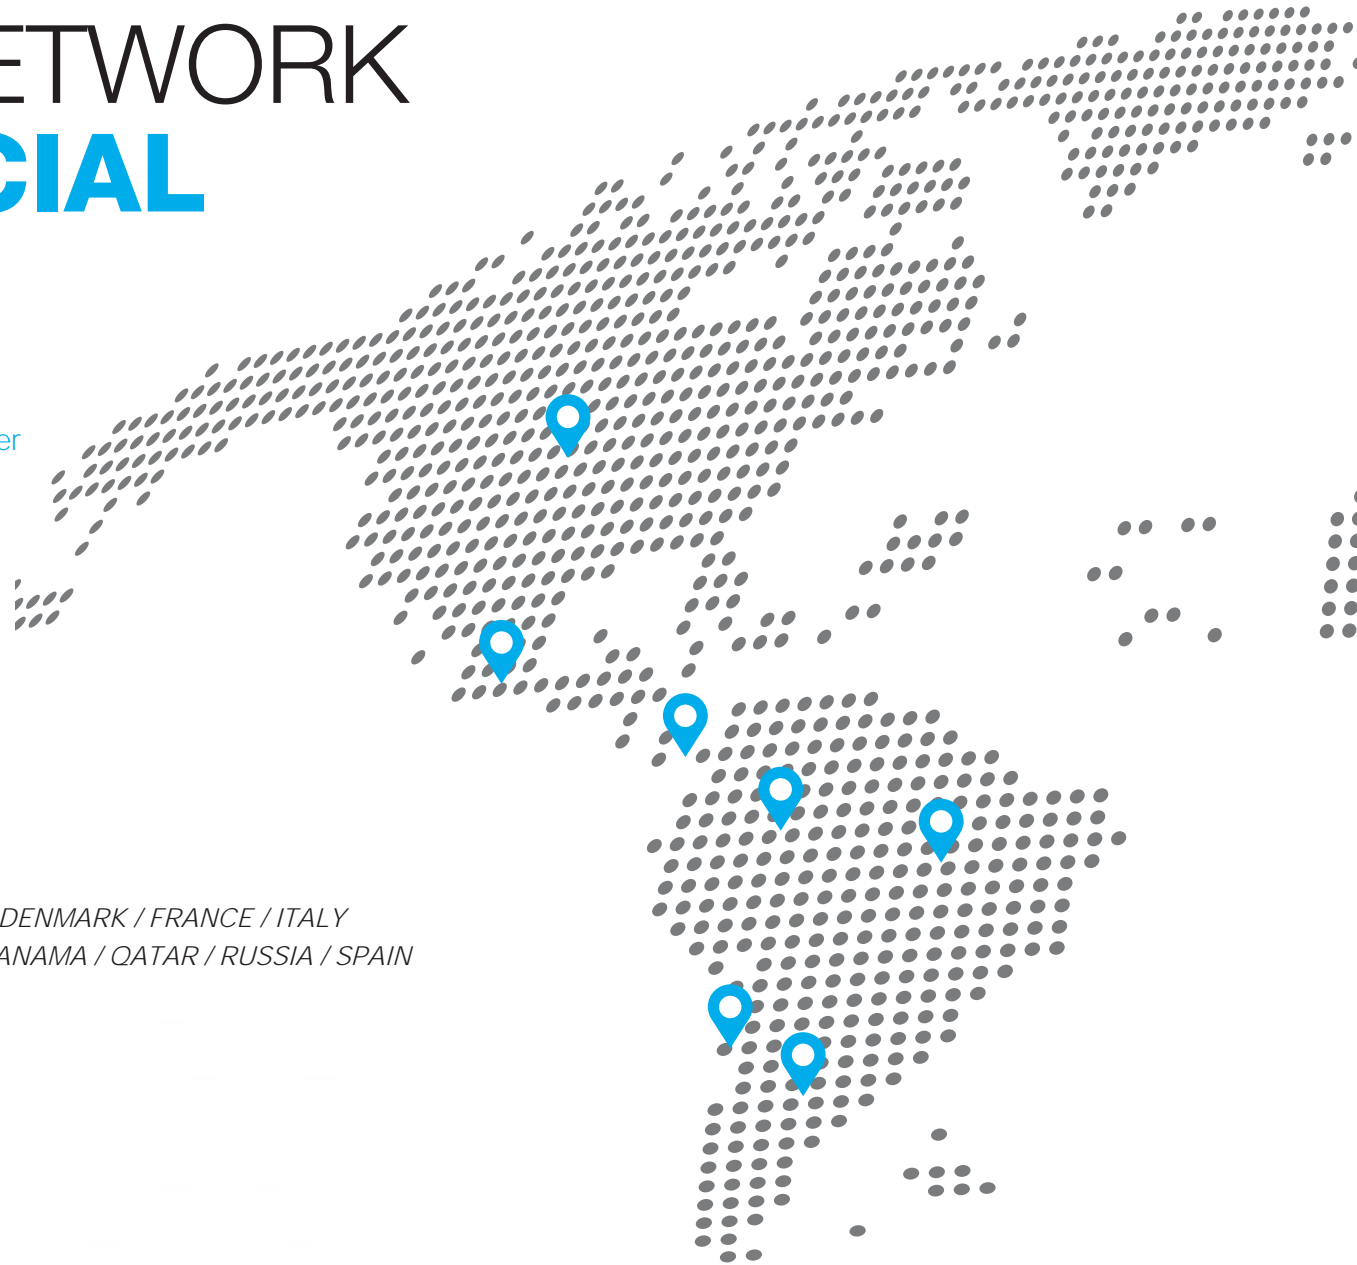 ETWORK
CIAL
er
DENMARK / FRANCE / ITALY
ANAMA / QATAR / RUSSIA / SPAIN